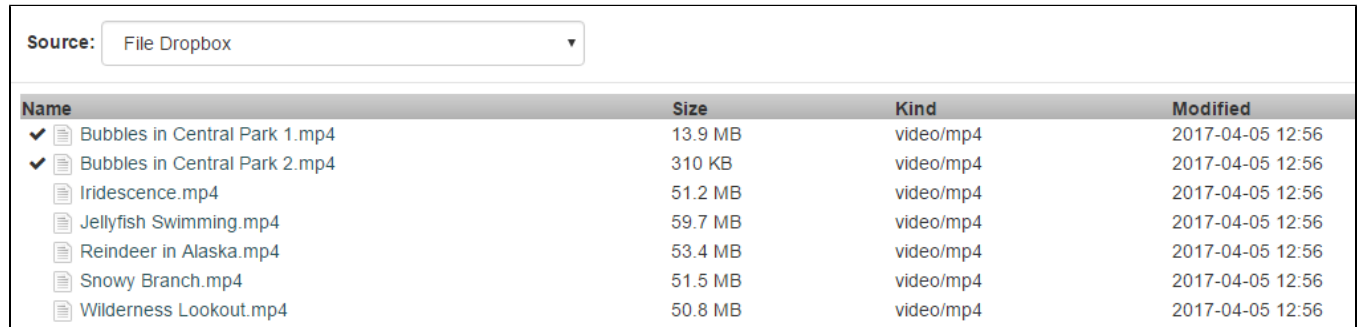 Source: File Dropbox
Name Size Kind Modified
Bubbles in Central Park 1.mp4 13.9 MB video/mp4 2017-04-05 12:56
Bubbles in Central Park 2.mp4 310 KB video/mp4 2017-04-05 12:56
Iridescence.mp4 51.2 MB video/mp4 2017-04-05 12:56
Jellyfish Swimming.mp4 59.7 MB video/mp4 2017-04-05 12:56
Reindeer in Alaska.mp4 53.4 MB video/mp4 2017-04-05 12:56
Snowy Branch.mp4 51.5 MB video/mp4 2017-04-05 12:56
Wilderness Lookout.mp4 50.8 MB video/mp4 2017-04-05 12:56